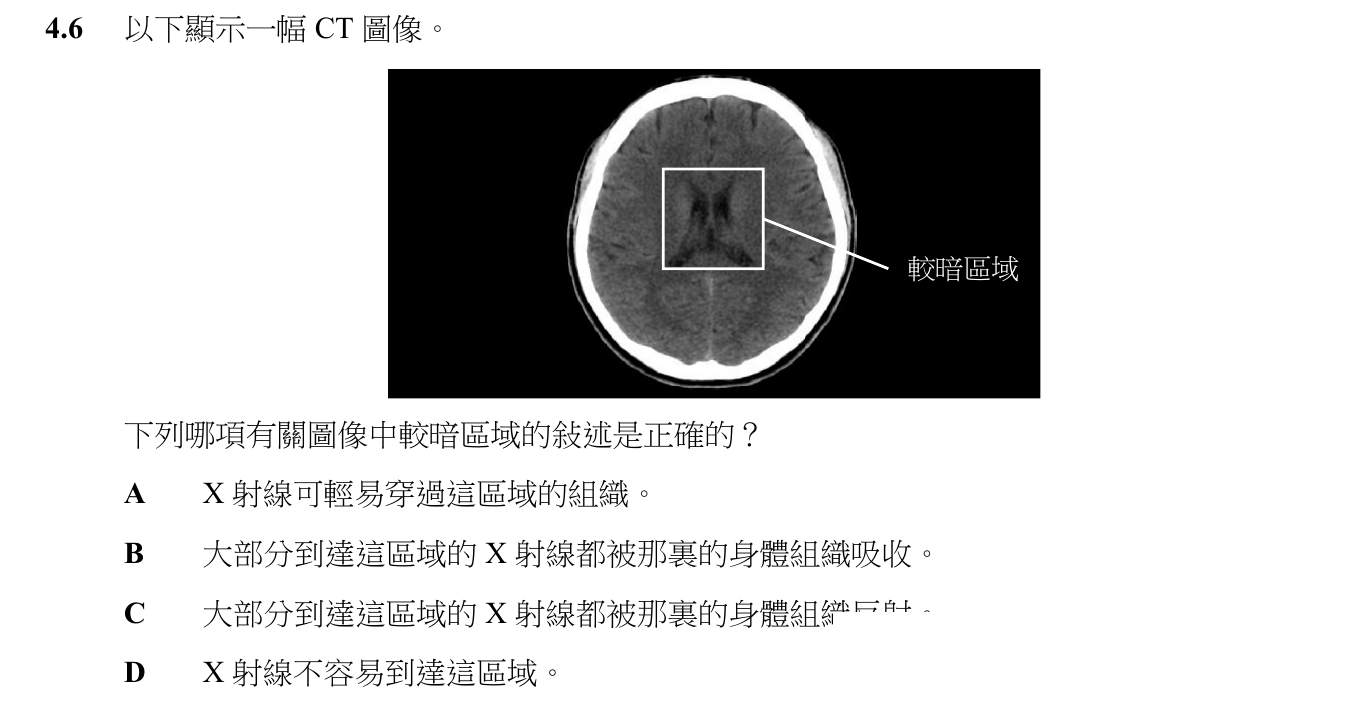 4.6 以下顯示一幅 CT 圖像。
較暗區域
下列哪項有關圖像中較暗區域的敍述是正確的？
A X 射線可輕易穿過這區域的組織。
B 大部分到達這區域的 X 射線都被那裏的身體組織吸收。
C 大部分到達這區域的 X 射線都被那裏的身體組
D X 射線不容易到達這區域。